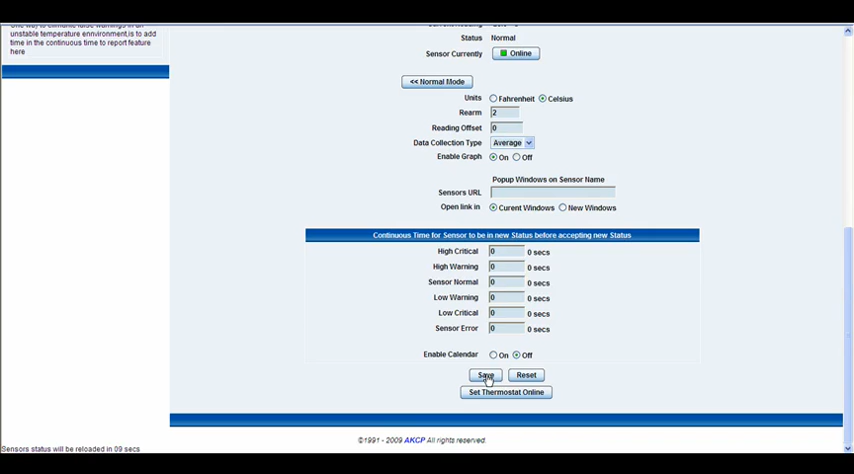 unstable temperature ennvironment,is to add
time in the continuous time to report feature
here
Status Normal
Sensor Currently Online
<< Normal Mode
Units Fahrenheit Celsius
Rearm 2
Reading Offset 0
Data Collection Type Average
Enable Graph On Off
Popup Windows on Sensor Name
Sensors URL
Open link in Curent Windows New Windows
Continuous Time for Sensor to be in new Status before accepting new Status
High Critical 0 0 secs
High Warning 0 0 secs
Sensor Normal 0 0 secs
Low Warning 0 0 secs
Low Critical 0 0 secs
Sensor Error 0 0 secs
Enable Calendar On Off
Save Reset
Set Thermostat Online
©1991 - 2009 AKCP All rights reserved.
Sensors status will be reloaded in 09 secs